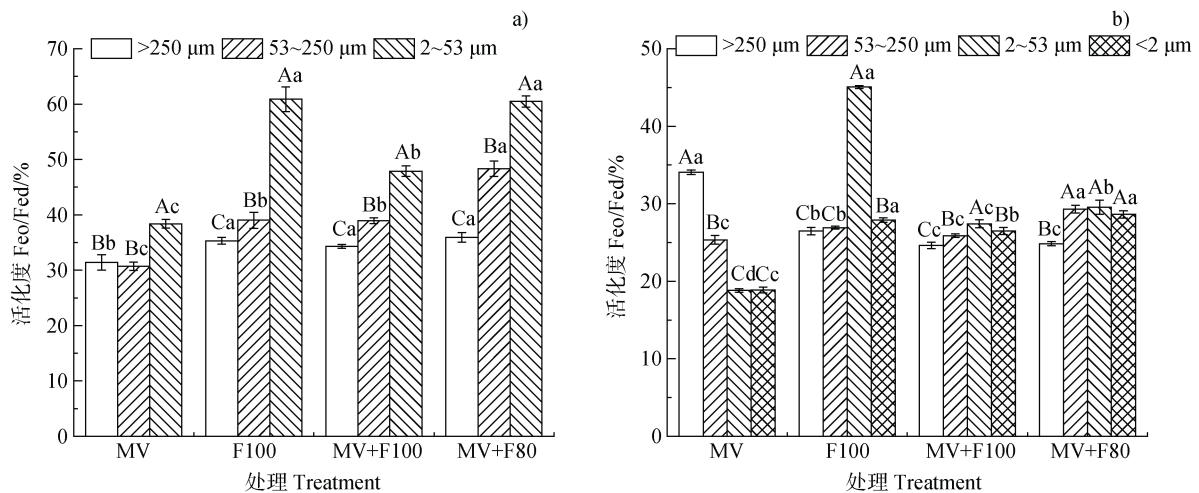 a)
>250 μm 53~250 μm 2~53 μm
70
60
50
40
30
20
10
0
活化度 Feo/Fed/%
Bb Bc Ac
Ca Bb Aa
Ca Bb Ab
Ca Ba Aa
MV F100 MV+F100 MV+F80
处理 Treatment
b)
>250 μm 53~250 μm 2~53 μm <2 μm
50
40
30
20
10
0
活化度 Feo/Fed/%
Aa Bc Cd Cc
Cb Cb Aa Ba
Cc Bc Ac Bb
Bc Aa Ab Aa
MV F100 MV+F100 MV+F80
处理 Treatment